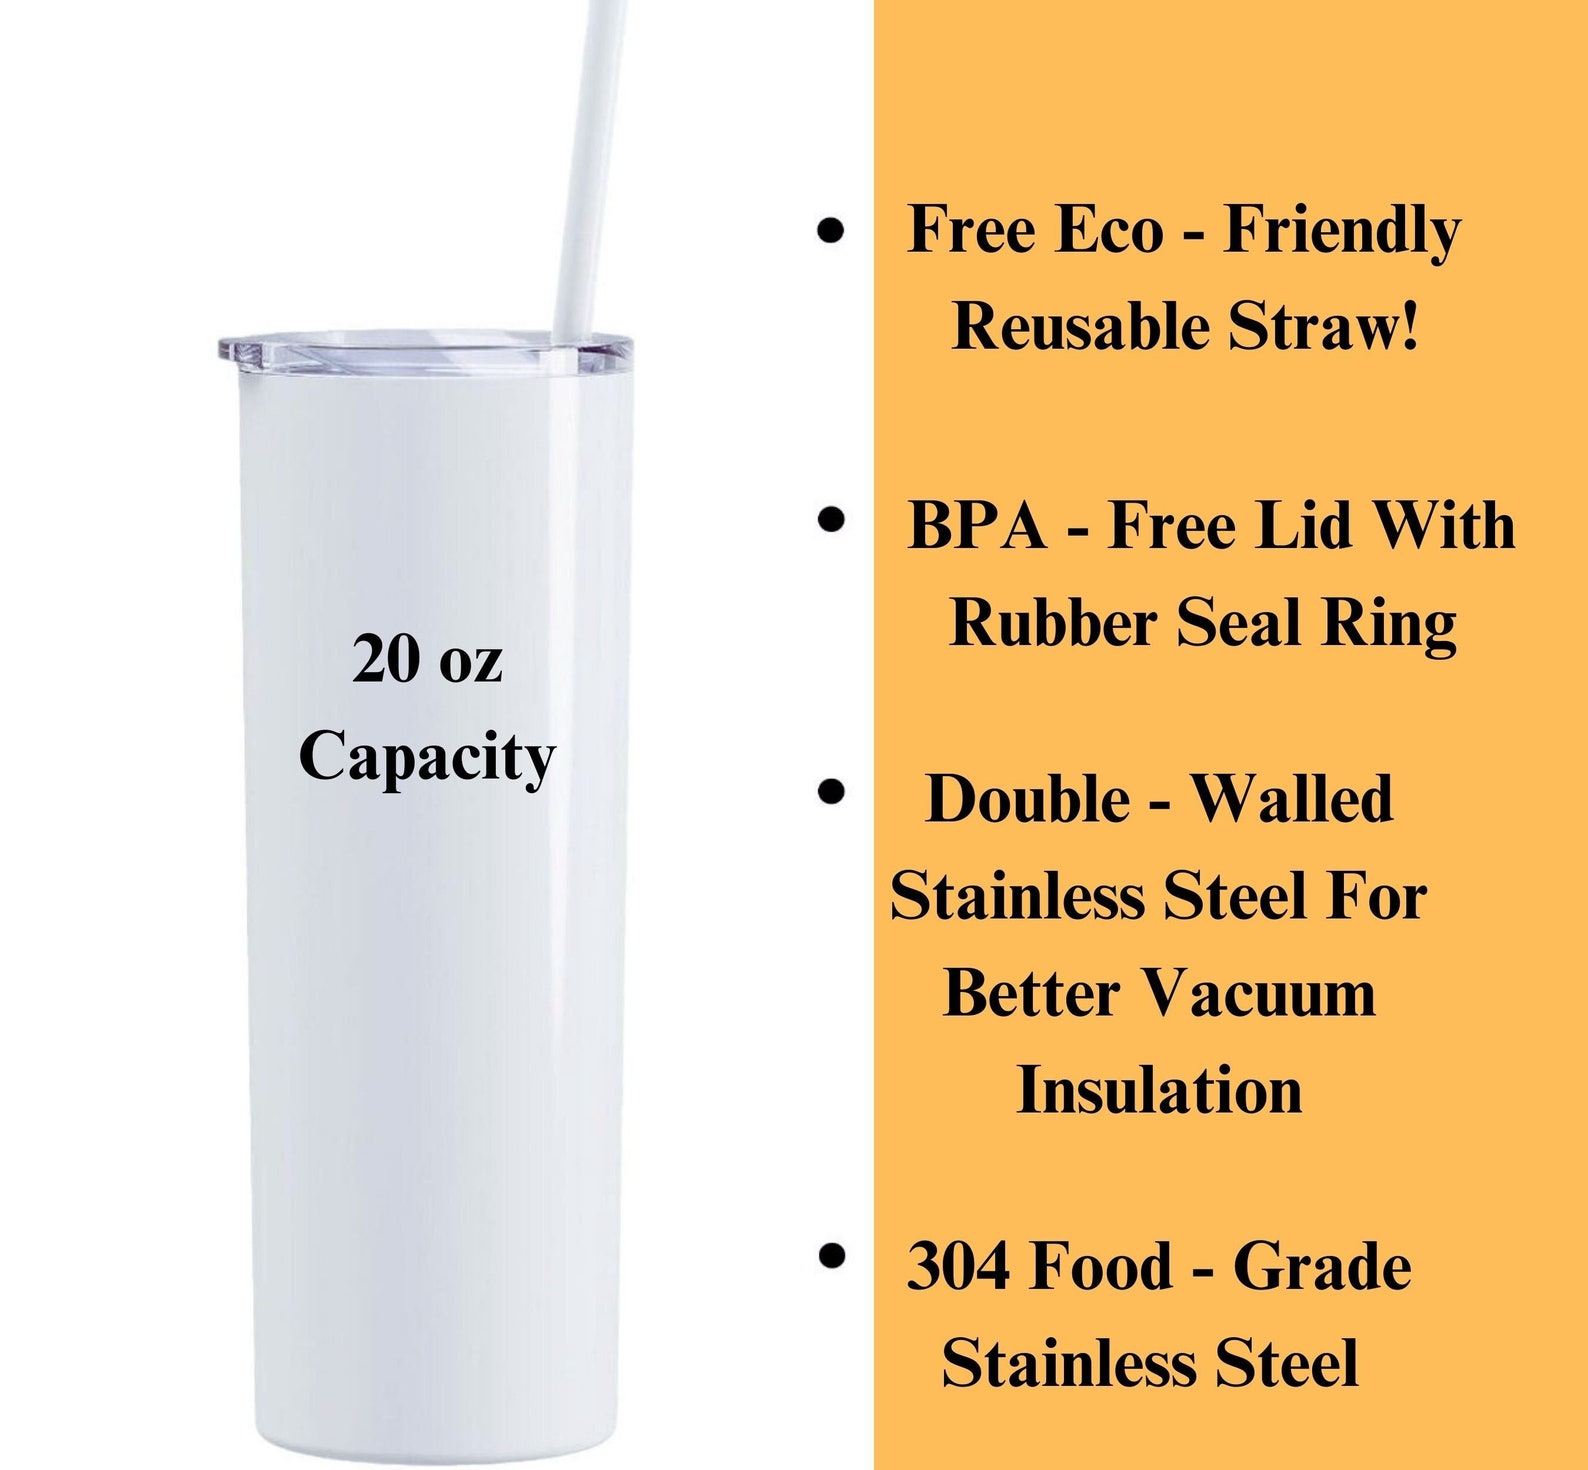 20 oz
Capacity
• Free Eco - Friendly
Reusable Straw!
• BPA - Free Lid With
Rubber Seal Ring
• Double - Walled
Stainless Steel For
Better Vacuum
Insulation
• 304 Food - Grade
Stainless Steel